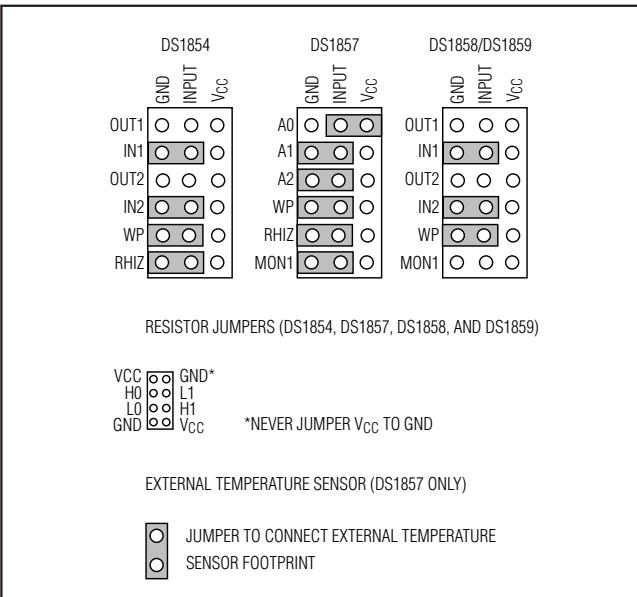 DS1854 DS1857 DS1858/DS1859
GND INPUT VCC GND INPUT VCC GND INPUT VCC
OUT1 A0 OUT1
IN1 A1 IN1
OUT2 A2 OUT2
IN2 WP IN2
WP RHIZ WP
RHIZ MON1 MON1
RESISTOR JUMPERS (DS1854, DS1857, DS1858, AND DS1859)
VCC GND*
H0 L1
L0 H1
GND VCC *NEVER JUMPER VCC TO GND
EXTERNAL TEMPERATURE SENSOR (DS1857 ONLY)
JUMPER TO CONNECT EXTERNAL TEMPERATURE
SENSOR FOOTPRINT